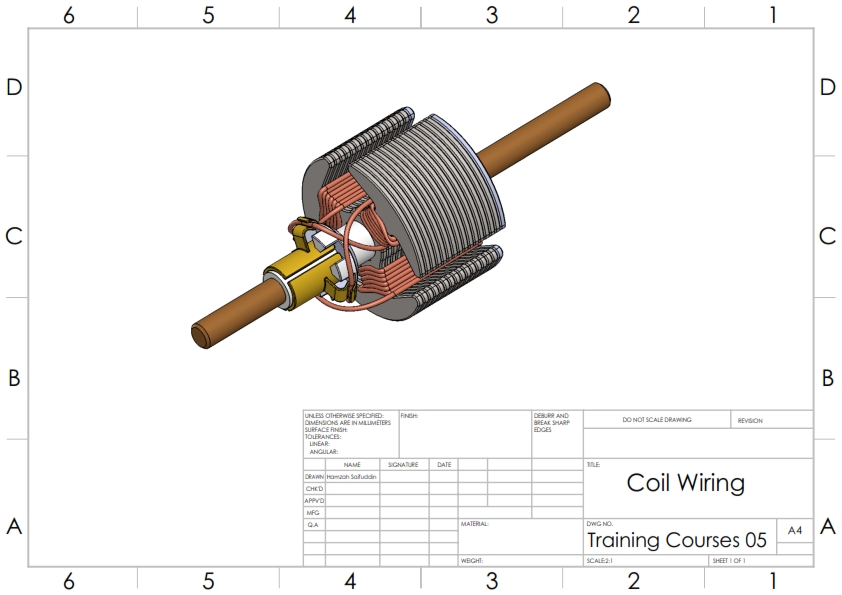 6 5 4 3 2 1
D D
C C
B B
UNLESS OTHERWISE SPECIFIED:
DIMENSIONS ARE IN MILLIMETERS
SURFACE FINISH:
TOLERANCES:
LINEAR:
ANGULAR:
FINISH:
DEBURR AND
BREAK SHARP
EDGES
DO NOT SCALE DRAWING
REVISION
NAME SIGNATURE DATE
DRAWN Hamzah Saifuddin
CHK'D
APPV'D
MFG
Q.A
TITLE:
Coil Wiring
MATERIAL:
DWG NO.
Training Courses 05
A4
WEIGHT:
SCALE:2:1
SHEET 1 OF 1
A A
6 5 4 3 2 1